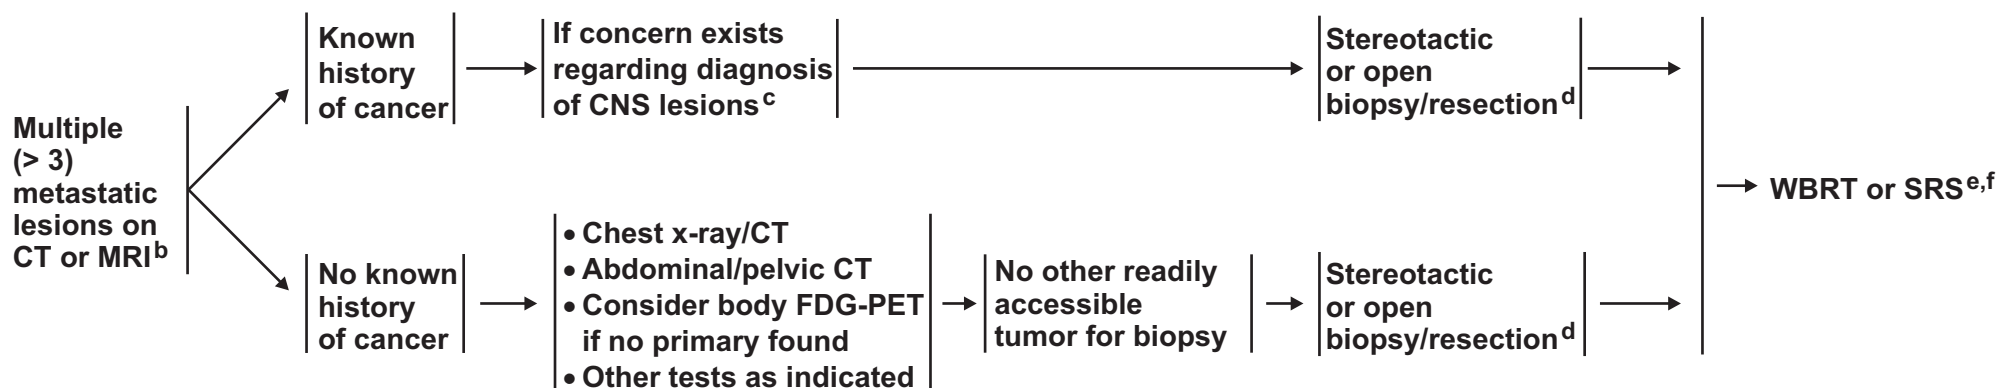 Multiple
(> 3)
metastatic
lesions on
CT or MRI b
Known
history
of cancer
If concern exists
regarding diagnosis
of CNS lesions c
Stereotactic
or open
biopsy/resection d
No known
history
of cancer
• Chest x-ray/CT
• Abdominal/pelvic CT
• Consider body FDG-PET
if no primary found
• Other tests as indicated
No other readily
accessible
tumor for biopsy
Stereotactic
or open
biopsy/resection d
WBRT or SRS e,f